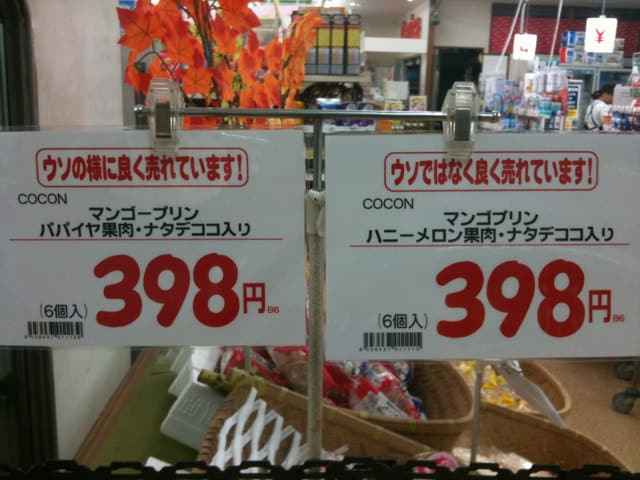 ウソの様に良く売れています!
COCON
マンゴープリン
パパイヤ果肉・ナタデココ入り
(6個入)
398円
B6
ウソではなく良く売れています!
COCON
マンゴプリン
ハニーメロン果肉・ナタデココ入り
(6個入)
398円
B6
¥